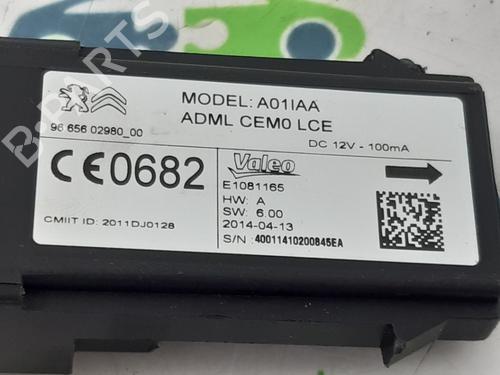 MODEL: A01IAA
ADML CEM0 LCE
96 656 02980_00
DC 12V - 100mA
CE0682
Valeo
E1081165
HW: A
SW: 6.00
2014-04-13
CMIIT ID: 2011DJ0128
S/N : 40011410200845EA
B-PARTS